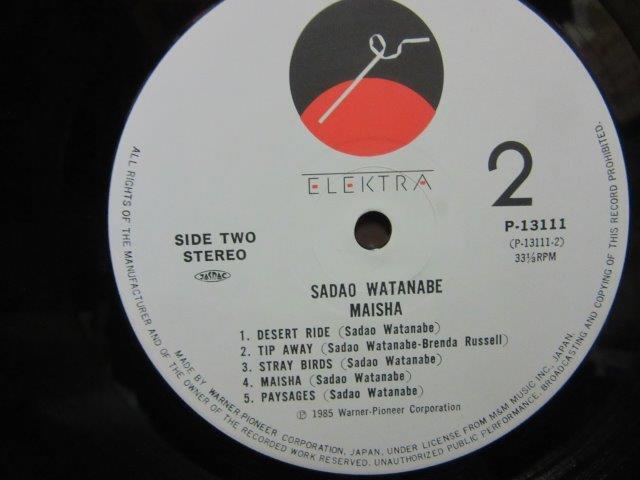 ELEKTRA
2
P-13111
(P-13111-2)
33⅓RPM
SIDE TWO
STEREO
JASRAC
SADAO WATANABE
MAISHA
1. DESERT RIDE (Sadao Watanabe)
2. TIP AWAY (Sadao Watanabe-Brenda Russell)
3. STRAY BIRDS (Sadao Watanabe)
4. MAISHA (Sadao Watanabe)
5. PAYSAGES (Sadao Watanabe)
Ⓟ 1985 Warner-Pioneer Corporation
MADE BY WARNER-PIONEER CORPORATION, JAPAN, UNDER LICENSE FROM M&M MUSIC INC., JAPAN.
ALL RIGHTS OF THE MANUFACTURER AND OF THE OWNER OF THE RECORDED WORK RESERVED. UNAUTHORIZED PUBLIC PERFORMANCE, BROADCASTING AND COPYING OF THIS RECORD PROHIBITED.